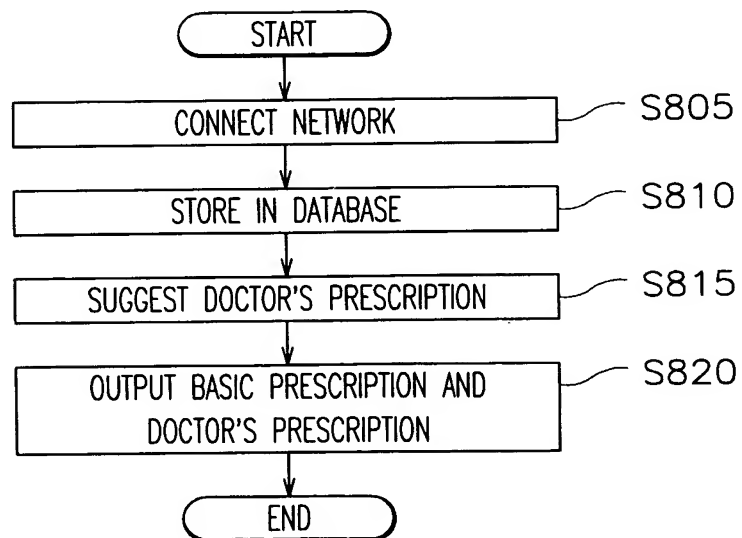 START
CONNECT NETWORK
S805
STORE IN DATABASE
S810
SUGGEST DOCTOR'S PRESCRIPTION
S815
OUTPUT BASIC PRESCRIPTION AND
DOCTOR'S PRESCRIPTION
S820
END